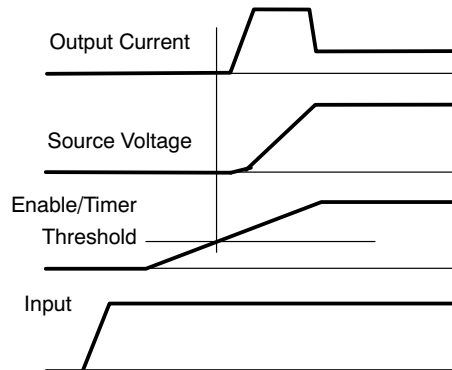 Output Current
Source Voltage
Enable/Timer
Threshold
Input